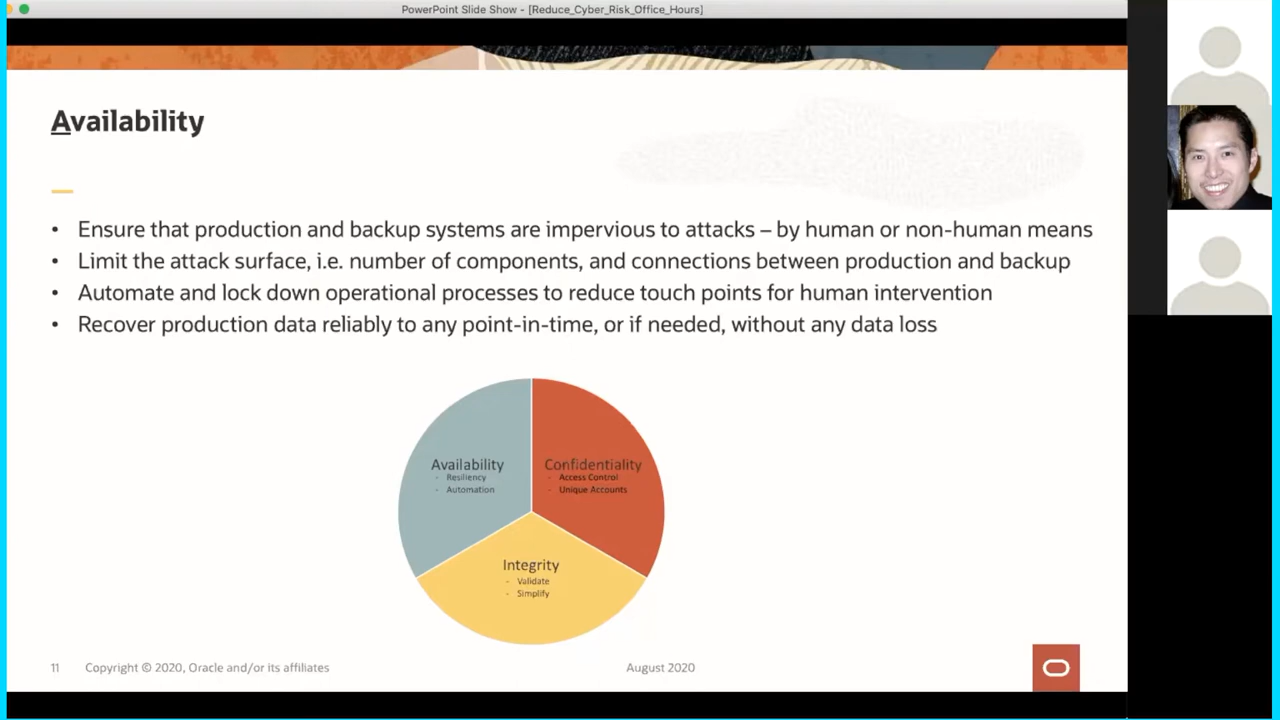 PowerPoint Slide Show - [Reduce_Cyber_Risk_Office_Hours]
Availability
• Ensure that production and backup systems are impervious to attacks – by human or non-human means
• Limit the attack surface, i.e. number of components, and connections between production and backup
• Automate and lock down operational processes to reduce touch points for human intervention
• Recover production data reliably to any point-in-time, or if needed, without any data loss
Availability
- Resiliency
- Automation
Confidentiality
- Access Control
- Unique Accounts
Integrity
- Validate
- Simplify
11 Copyright © 2020, Oracle and/or its affiliates August 2020